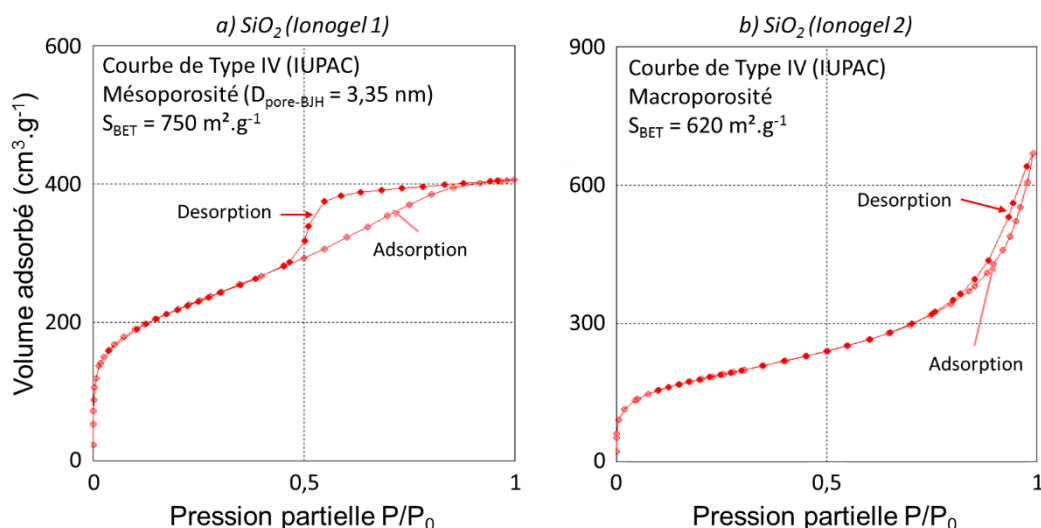 a) SiO₂ (Ionogel 1)
600
400
200
0
Volume adsorbé (cm³.g⁻¹)
Courbe de Type IV (IUPAC)
Mésoporosité (D_pore-BJH = 3,35 nm)
S_BET = 750 m².g⁻¹
Desorption
Adsorption
0
0,5
1
Pression partielle P/P₀
b) SiO₂ (Ionogel 2)
900
600
300
0
Courbe de Type IV (IUPAC)
Macroporosité
S_BET = 620 m².g⁻¹
Desorption
Adsorption
0
0,5
1
Pression partielle P/P₀